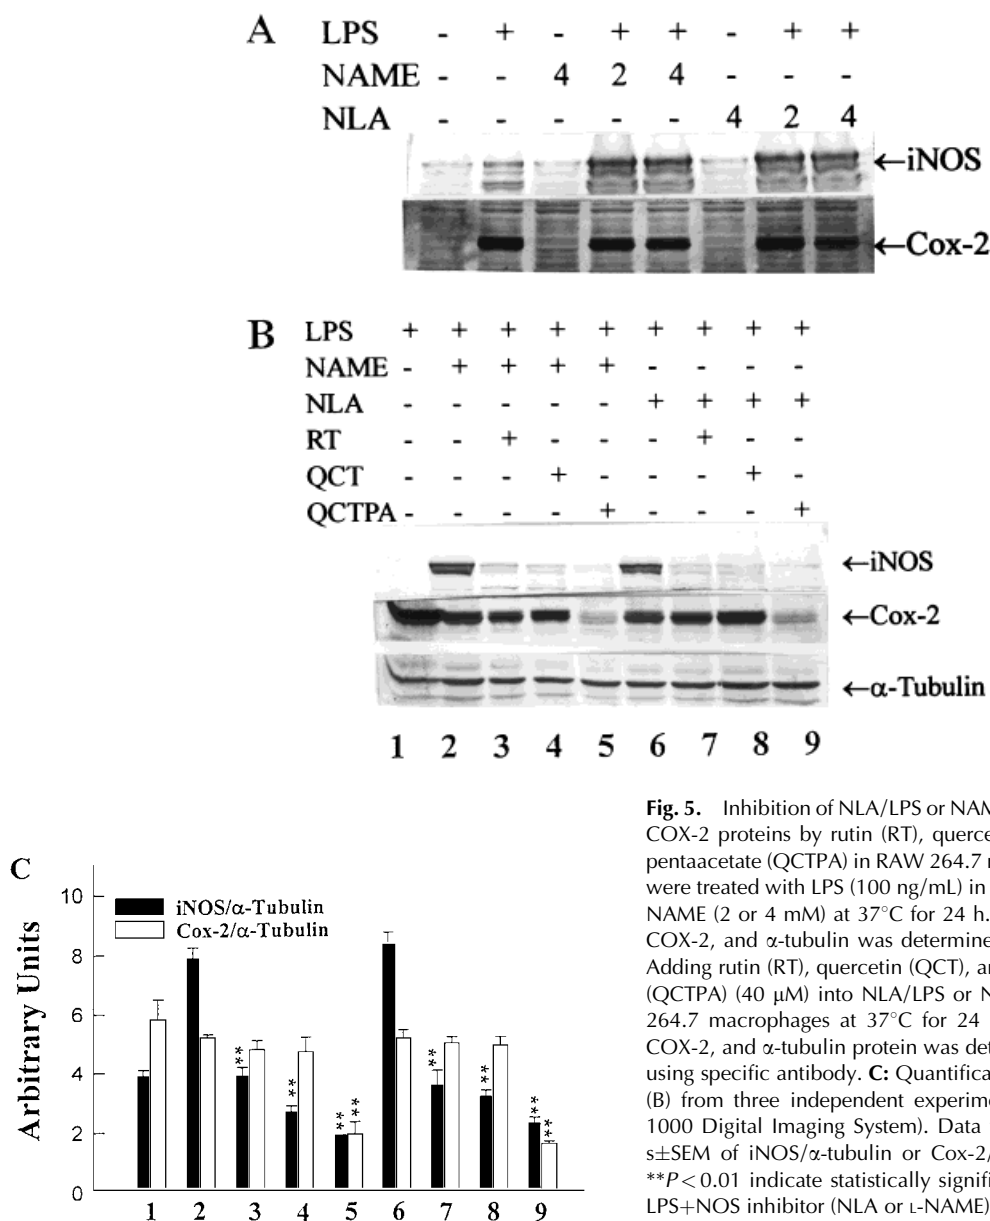 A LPS - + - + + - + +
NAME - - 4 2 4 - - -
NLA - - - - - 4 2 4
←iNOS
←Cox-2
B LPS + + + + + + + + +
NAME - + + + + - - - -
NLA - - - - - + + + +
RT - - + - - - + - -
QCT - - - + - - - + -
QCTPA - - - - + - - - +
←iNOS
←Cox-2
←α-Tubulin
1 2 3 4 5 6 7 8 9
Fig. 5. Inhibition of NLA/LPS or NAM
COX-2 proteins by rutin (RT), querce
pentaacetate (QCTPA) in RAW 264.7 m
were treated with LPS (100 ng/mL) in
NAME (2 or 4 mM) at 37°C for 24 h.
COX-2, and α-tubulin was determine
Adding rutin (RT), quercetin (QCT), an
(QCTPA) (40 μM) into NLA/LPS or N
264.7 macrophages at 37°C for 24
COX-2, and α-tubulin protein was det
using specific antibody. C: Quantifica
(B) from three independent experime
1000 Digital Imaging System). Data
s±SEM of iNOS/α-tubulin or Cox-2/
**P<0.01 indicate statistically signifi
LPS+NOS inhibitor (NLA or L-NAME)
C
Arbitrary Units
10
8
6
4
2
0
iNOS/α-Tubulin
Cox-2/α-Tubulin
** ** ** ** ** ** ** **
1 2 3 4 5 6 7 8 9